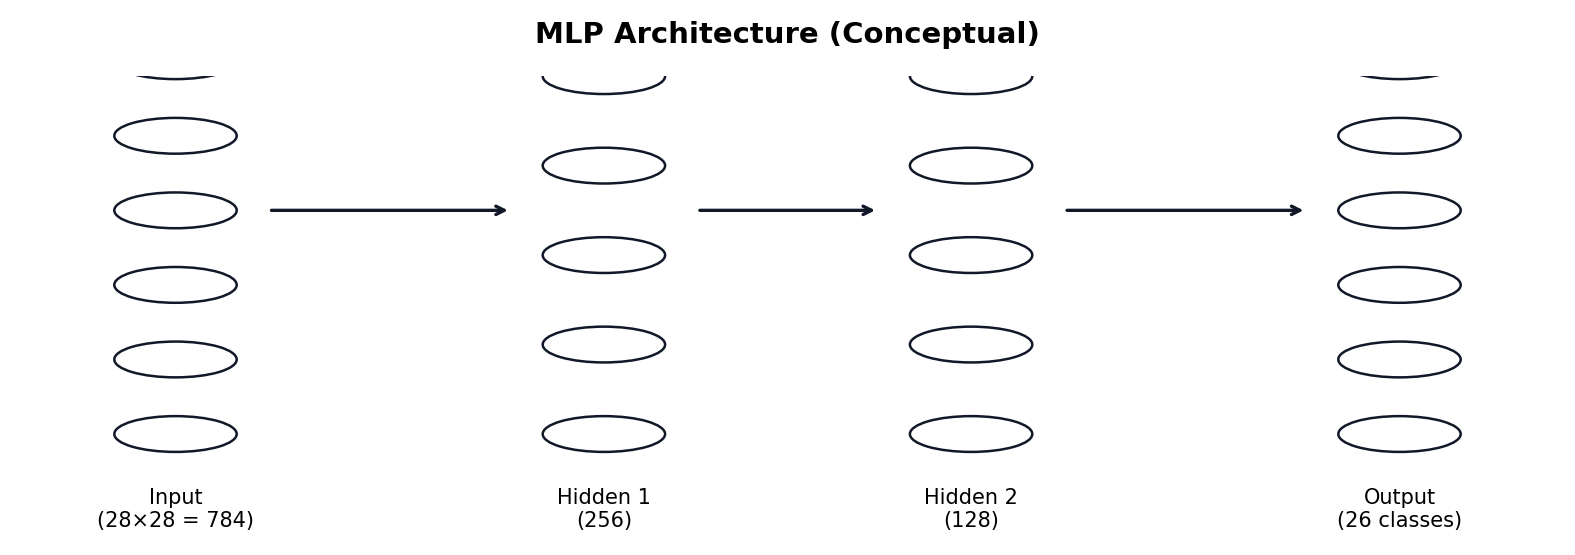 MLP Architecture (Conceptual)
Input
(28×28 = 784)
Hidden 1
(256)
Hidden 2
(128)
Output
(26 classes)